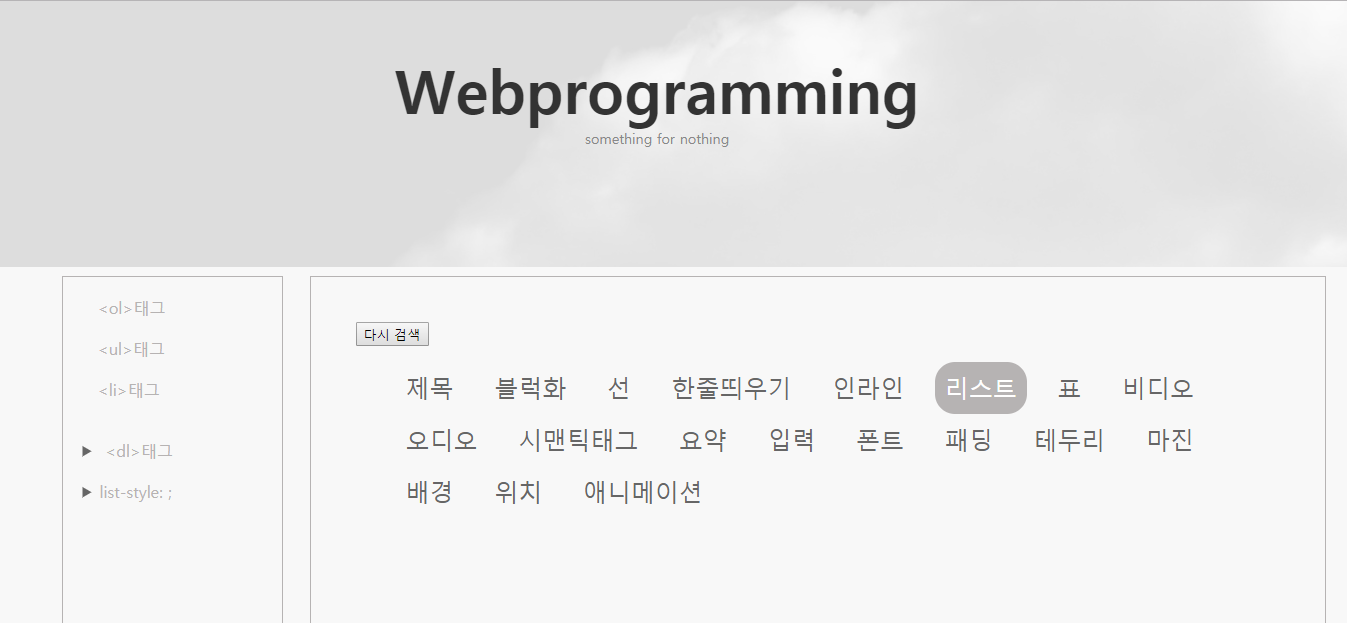 Webprogramming
something for nothing
<ol>태그
<ul>태그
<li>태그
▶ <dl>태그
▶ list-style: ;
다시 검색
제목 블럭화 선 한줄띄우기 인라인 리스트 표 비디오
오디오 시맨틱태그 요약 입력 폰트 패딩 테두리 마진
배경 위치 애니메이션